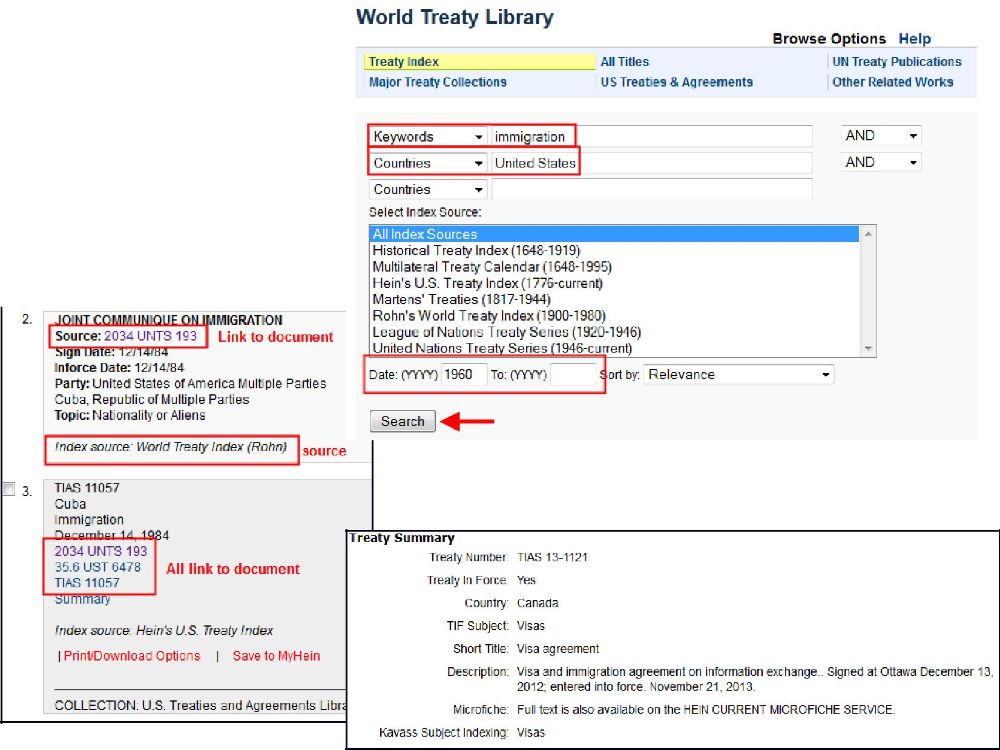 World Treaty Library
Browse Options Help
Treaty Index All Titles UN Treaty Publications
Major Treaty Collections US Treaties & Agreements Other Related Works
Keywords immigration AND
Countries United States AND
Countries
Select Index Source:
All Index Sources
Historical Treaty Index (1648-1919)
Multilateral Treaty Calendar (1648-1995)
Hein's U.S. Treaty Index (1776-current)
Martens' Treaties (1817-1944)
Rohn's World Treaty Index (1900-1980)
League of Nations Treaty Series (1920-1946)
United Nations Treaty Series (1946-current)
Date: (YYYY) 1960 To: (YYYY) Sort by: Relevance
Search
2. JOINT COMMUNIQUE ON IMMIGRATION
Source: 2034 UNTS 193 Link to document
Sign Date: 12/14/84
Inforce Date: 12/14/84
Party: United States of America Multiple Parties
Cuba, Republic of Multiple Parties
Topic: Nationality or Aliens
Index source: World Treaty Index (Rohn) source
3. TIAS 11057
Cuba
Immigration
December 14, 1984
2034 UNTS 193
35.6 UST 6478 All link to document
TIAS 11057
Summary
Index source: Hein's U.S. Treaty Index
| Print/Download Options | Save to MyHein
COLLECTION: U.S. Treaties and Agreements Libra
Treaty Summary
Treaty Number: TIAS 13-1121
Treaty In Force: Yes
Country: Canada
TIF Subject: Visas
Short Title: Visa agreement
Description: Visa and immigration agreement on information exchange.. Signed at Ottawa December 13,
2012; entered into force. November 21, 2013.
Microfiche: Full text is also available on the HEIN CURRENT MICROFICHE SERVICE.
Kavass Subject Indexing: Visas